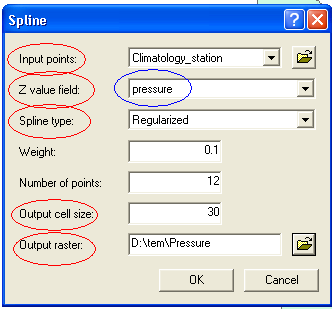 Spline
Input points: Climatology_station
Z value field: pressure
Spline type: Regularized
Weight: 0.1
Number of points: 12
Output cell size: 30
Output raster: D:\tem\Pressure
OK Cancel